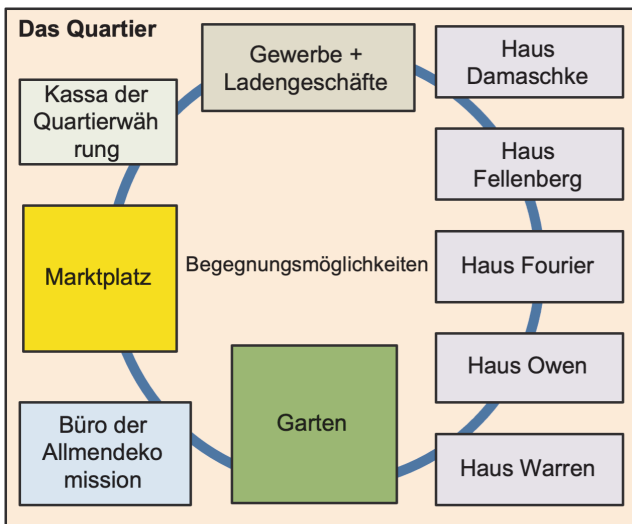 Das Quartier
Gewerbe +
Ladengeschäfte
Haus
Damaschke
Kassa der
Quartierwäh
rung
Haus
Fellenberg
Marktplatz
Begegnungsmöglichkeiten
Haus Fourier
Haus Owen
Garten
Büro der
Allmendeko
mission
Haus Warren